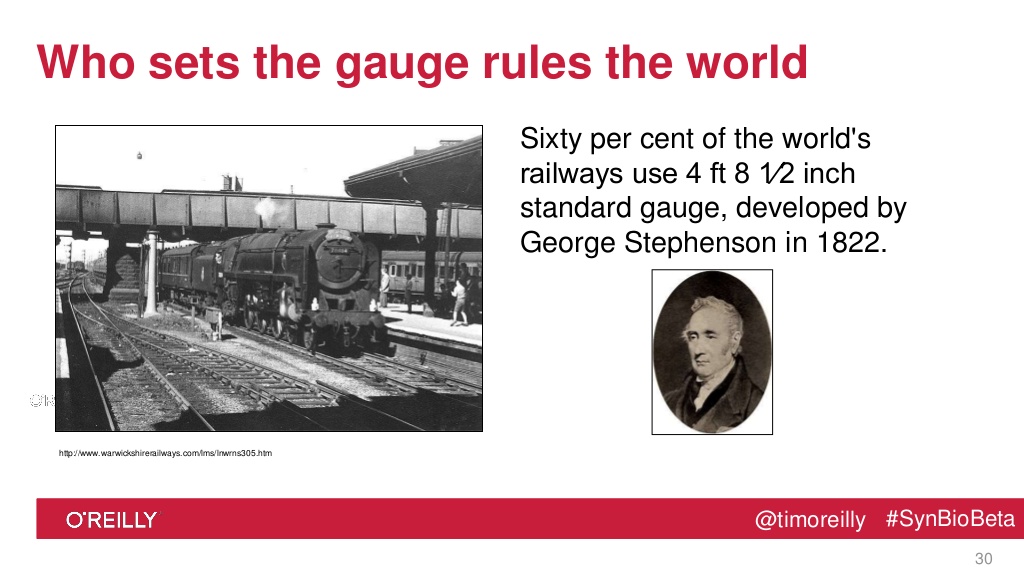 Who sets the gauge rules the world
Sixty per cent of the world's
railways use 4 ft 8 1⁄2 inch
standard gauge, developed by
George Stephenson in 1822.
http://www.warwickshirerailways.com/lms/lnwrns305.htm
O'REILLY
@timoreilly #SynBioBeta
30